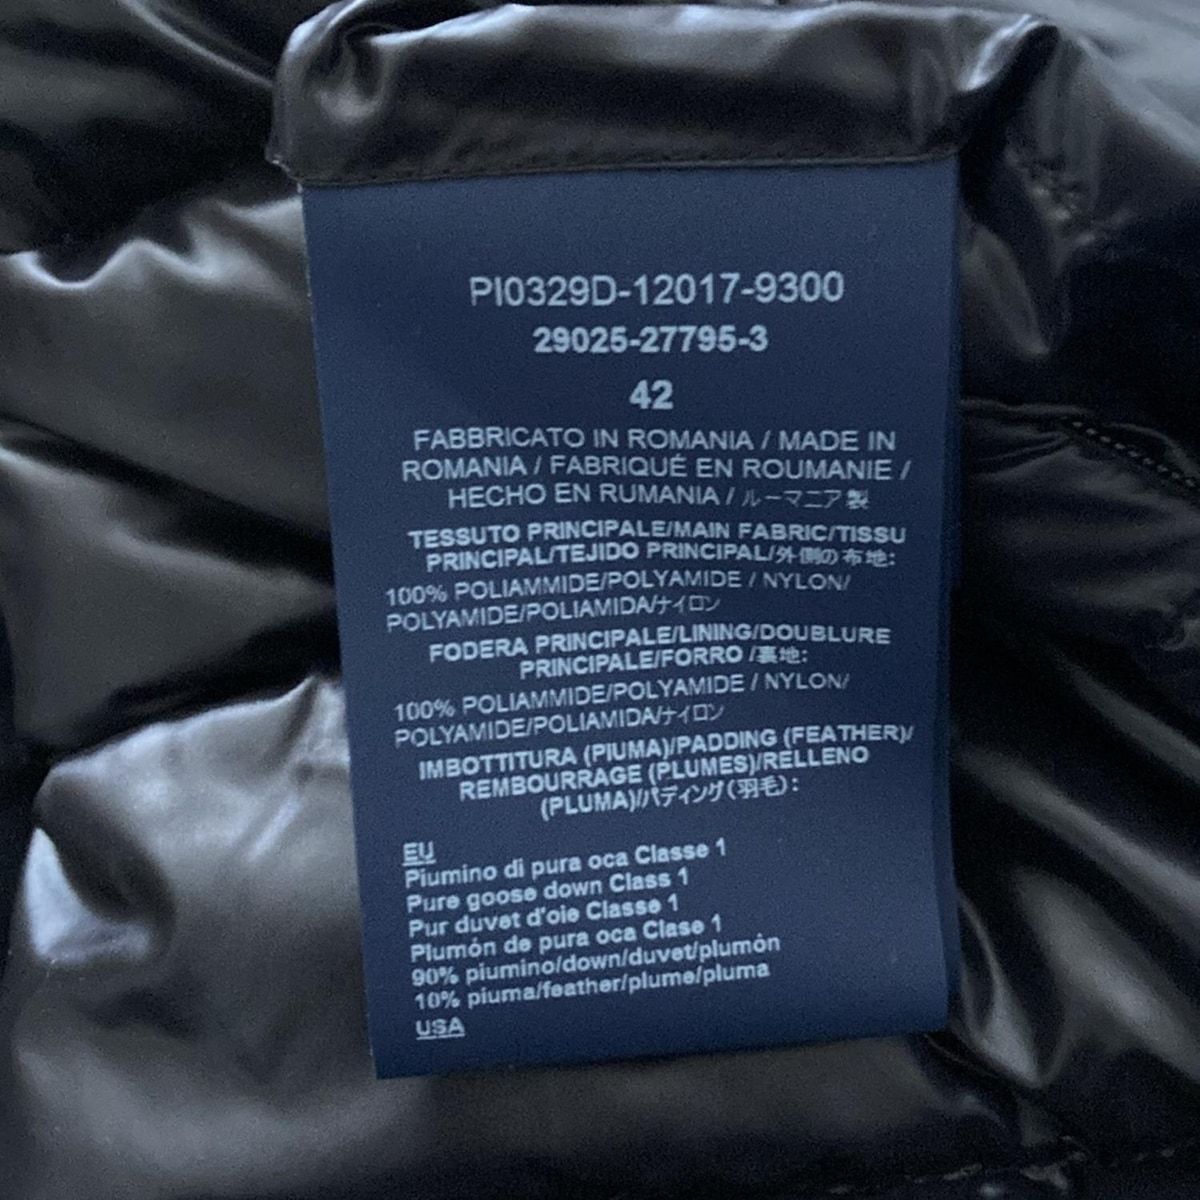 PI0329D-12017-9300
29025-27795-3
42
FABBRICATO IN ROMANIA / MADE IN
ROMANIA / FABRIQUÉ EN ROUMANIE /
HECHO EN RUMANIA / ルーマニア製
TESSUTO PRINCIPALE/MAIN FABRIC/TISSU
PRINCIPAL/TEJIDO PRINCIPAL/外側の布地:
100% POLIAMMIDE/POLYAMIDE / NYLON/
POLYAMIDE/POLIAMIDA/ナイロン
FODERA PRINCIPALE/LINING/DOUBLURE
PRINCIPALE/FORRO /裏地:
100% POLIAMMIDE/POLYAMIDE / NYLON/
POLYAMIDE/POLIAMIDA/ナイロン
IMBOTTITURA (PIUMA)/PADDING (FEATHER)/
REMBOURRAGE (PLUMES)/RELLENO
(PLUMA)/パディング(羽毛):
EU
Piumino di pura oca Classe 1
Pure goose down Class 1
Pur duvet d'oie Classe 1
Plumón de pura oca Clase 1
90% piumino/down/duvet/plumón
10% piuma/feather/plume/pluma
USA